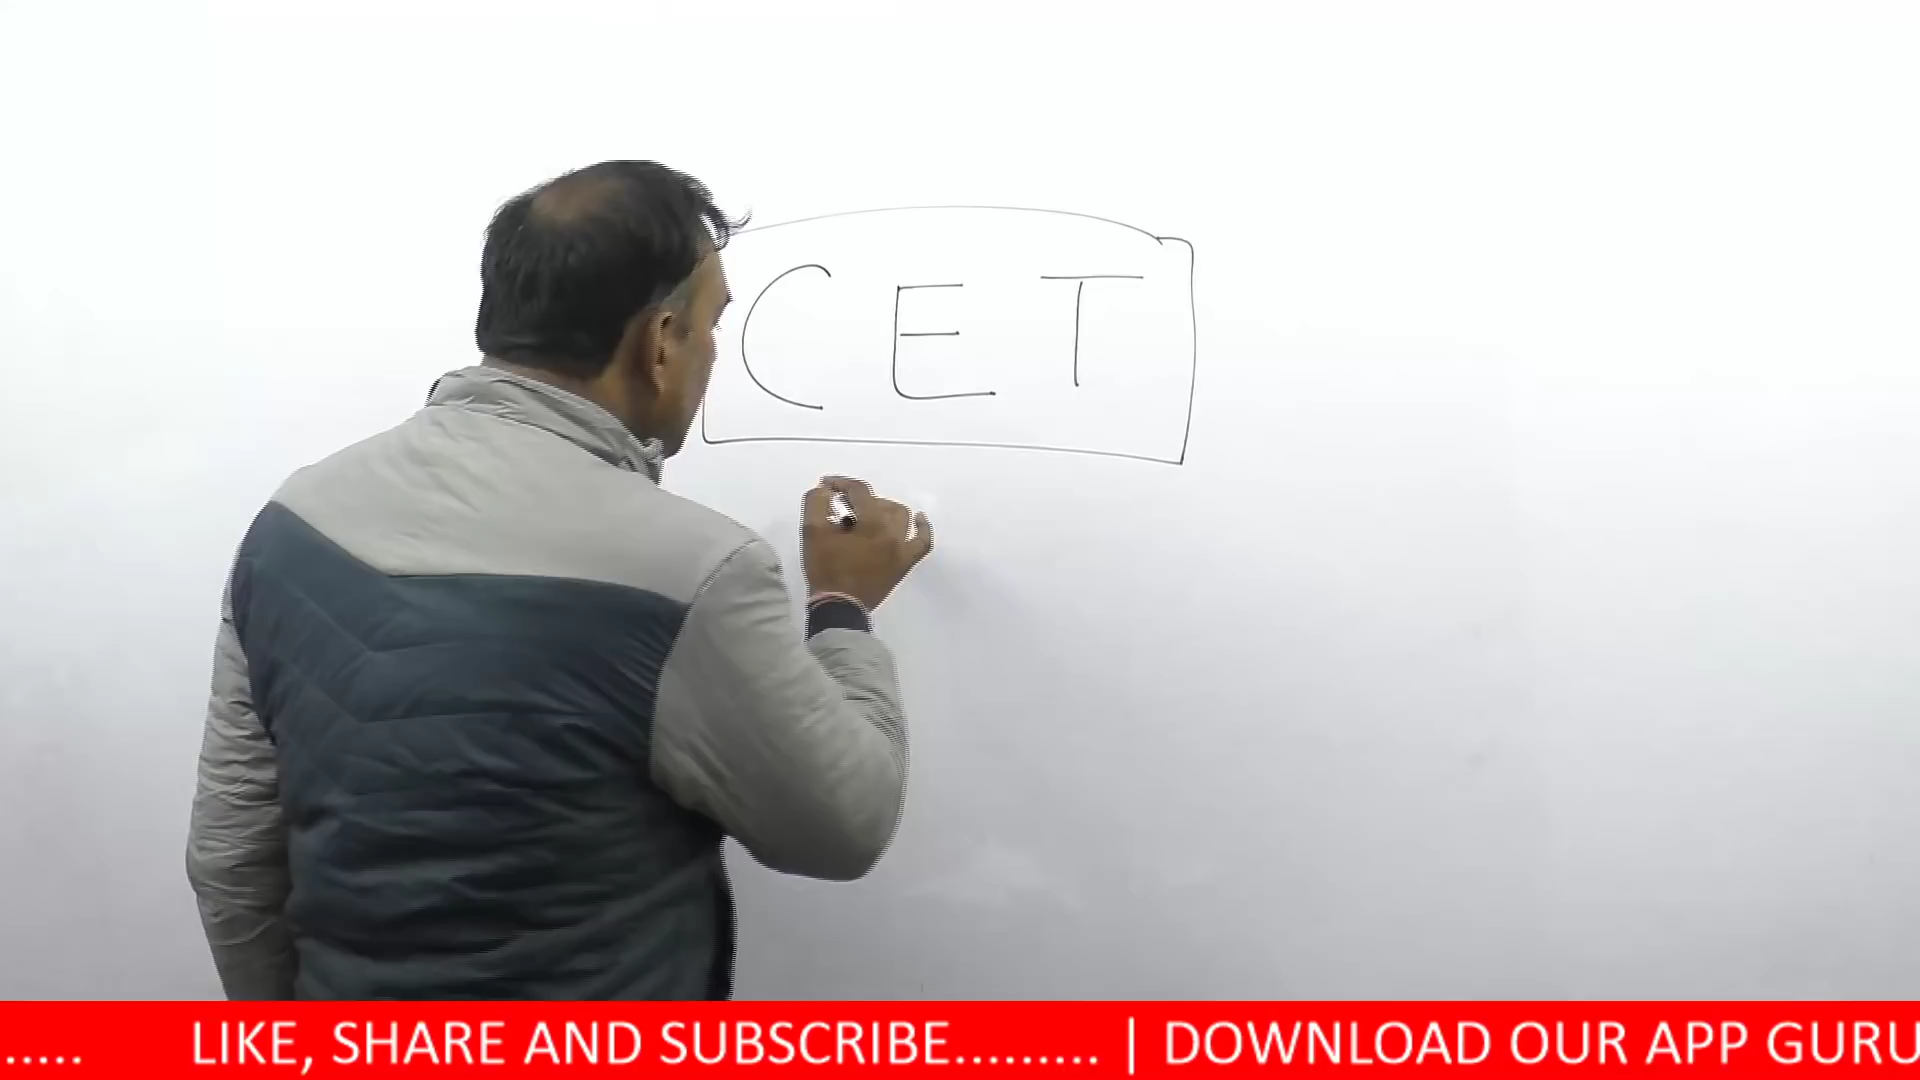 CET
..... LIKE, SHARE AND SUBSCRIBE......... | DOWNLOAD OUR APP GURU